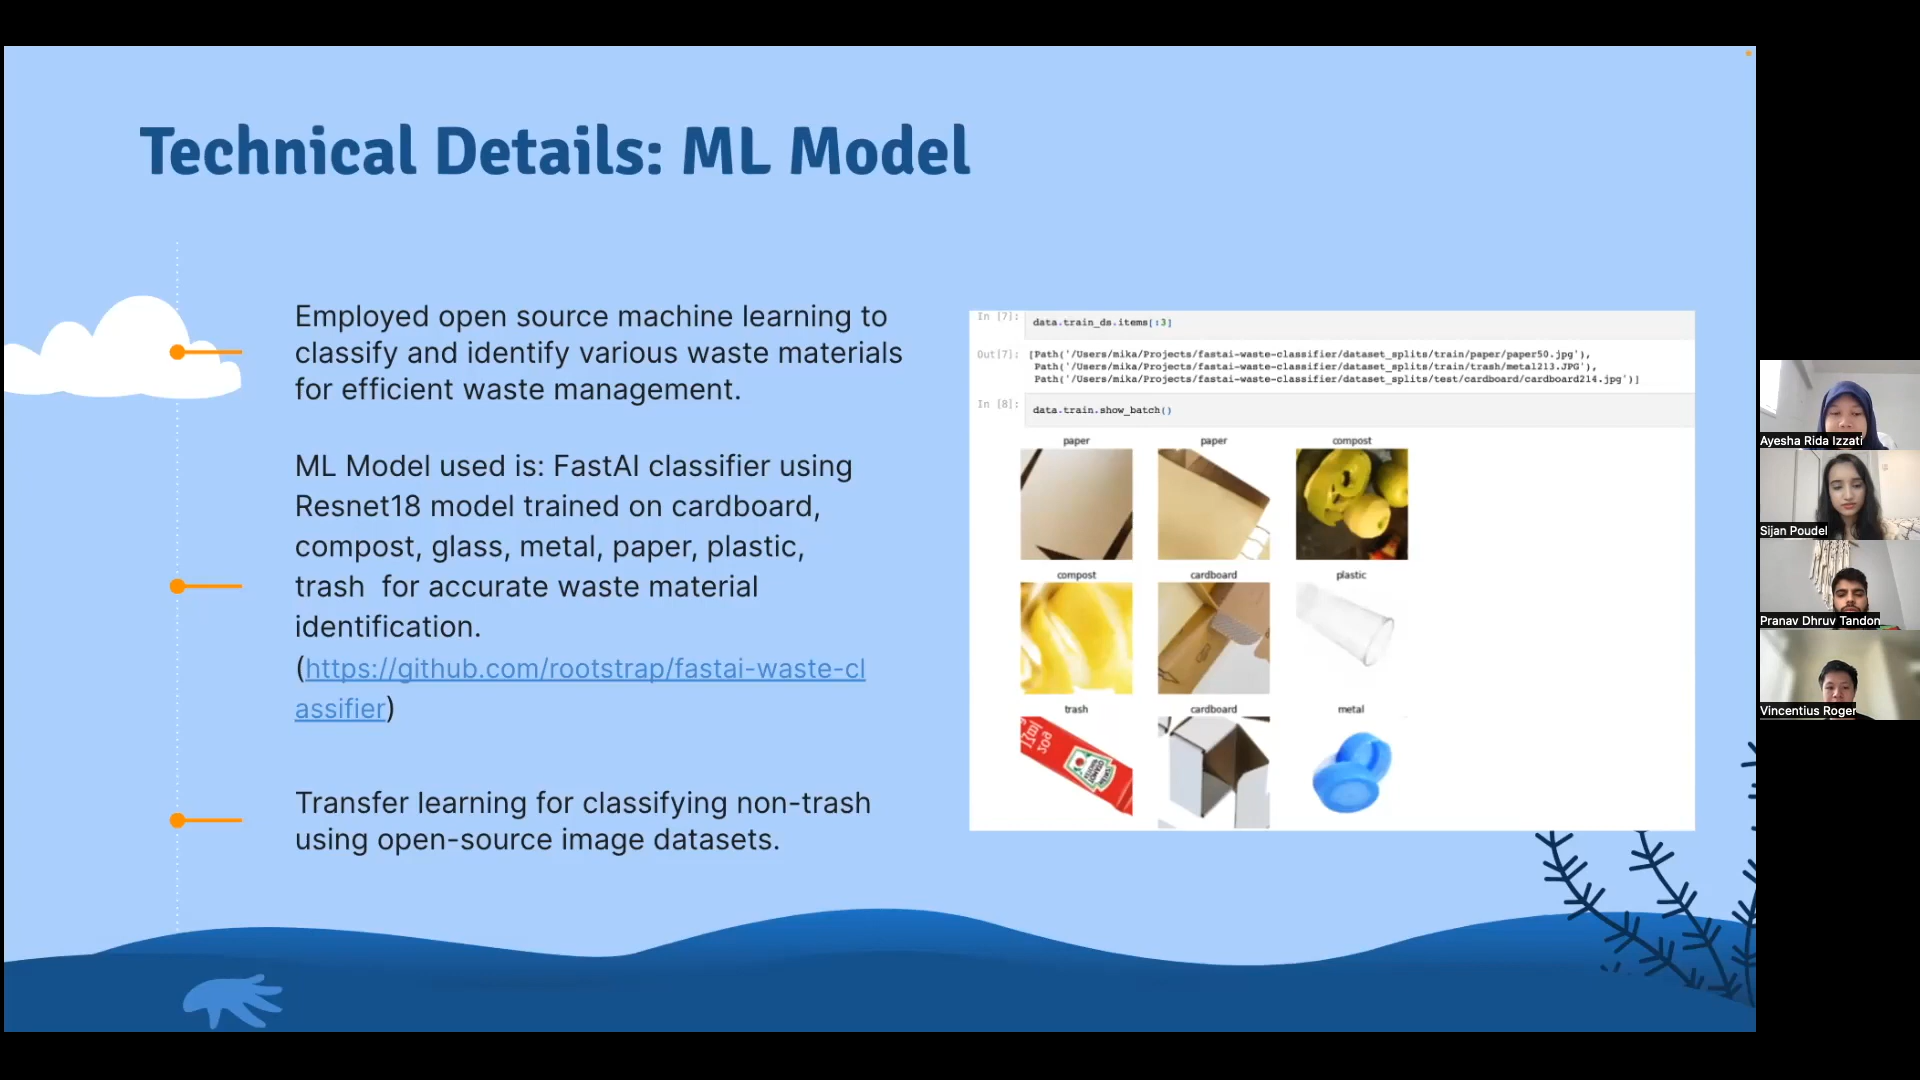 Technical Details: ML Model
Employed open source machine learning to
classify and identify various waste materials
for efficient waste management.
ML Model used is: FastAI classifier using
Resnet18 model trained on cardboard,
compost, glass, metal, paper, plastic,
trash  for accurate waste material
identification.
(https://github.com/rootstrap/fastai-waste-cl
assifier)
Transfer learning for classifying non-trash
using open-source image datasets.
In [7]:
data.train_ds.items[:3]
Out[7]:
[Path('/Users/mika/Projects/fastai-waste-classifier/dataset_splits/train/paper/paper50.jpg'),
Path('/Users/mika/Projects/fastai-waste-classifier/dataset_splits/train/trash/metal213.JPG'),
Path('/Users/mika/Projects/fastai-waste-classifier/dataset_splits/test/cardboard/cardboard214.jpg')]
In [8]:
data.train.show_batch()
paper paper compost
compost cardboard plastic
trash cardboard metal
Ayesha Rida Izzati
Sijan Poudel
Pranav Dhruv Tandon
Vincentius Roger